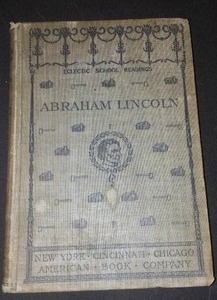 ECLECTIC SCHOOL READINGS
ABRAHAM LINCOLN
NEW YORK · CINCINNATI · CHICAGO
AMERICAN · BOOK · COMPANY